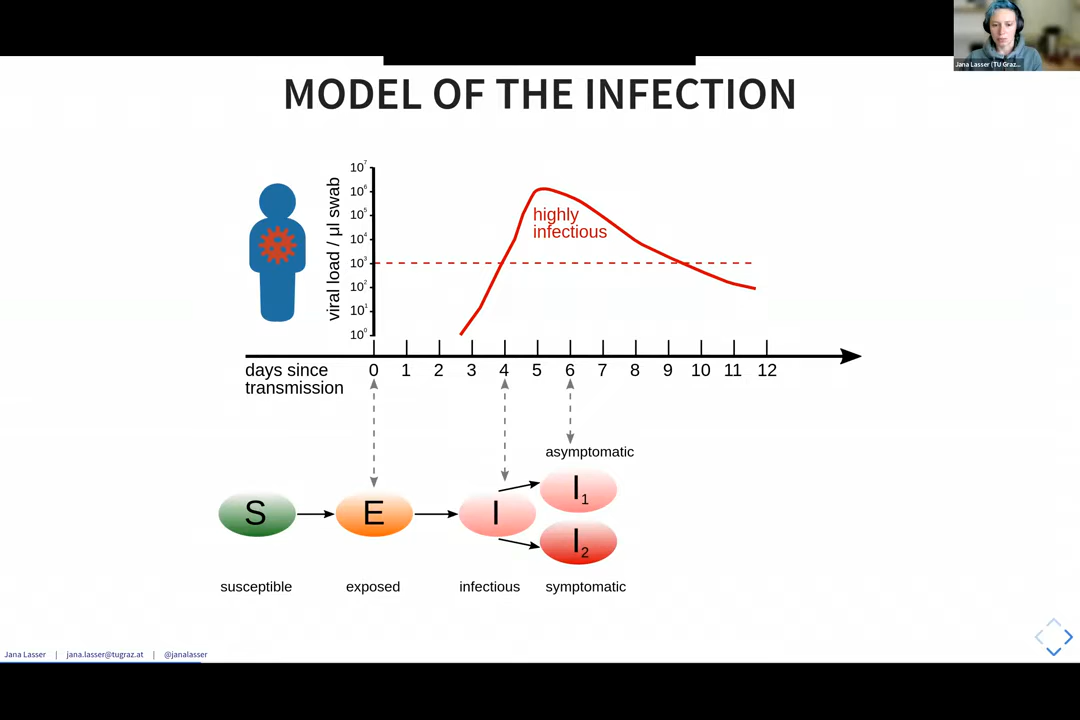 Jana Lasser (TU Graz...
MODEL OF THE INFECTION
viral load / µl swab
10⁷
10⁶
10⁵
10⁴
10³
10²
10¹
10⁰
highly
infectious
days since
transmission
0 1 2 3 4 5 6 7 8 9 10 11 12
asymptomatic
S E I I₁
I₂
susceptible exposed infectious symptomatic
Jana Lasser | jana.lasser@tugraz.at | @janalasser